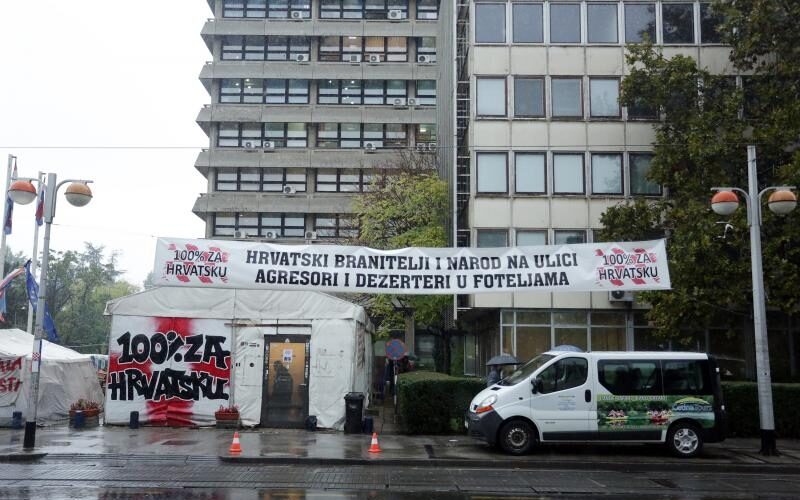 100% ZA
HRVATSKU
HRVATSKI BRANITELJI I NAROD NA ULICI
AGRESORI I DEZERTERI U FOTELJAMA
100% ZA
HRVATSKU
100% ZA
HRVATSKU